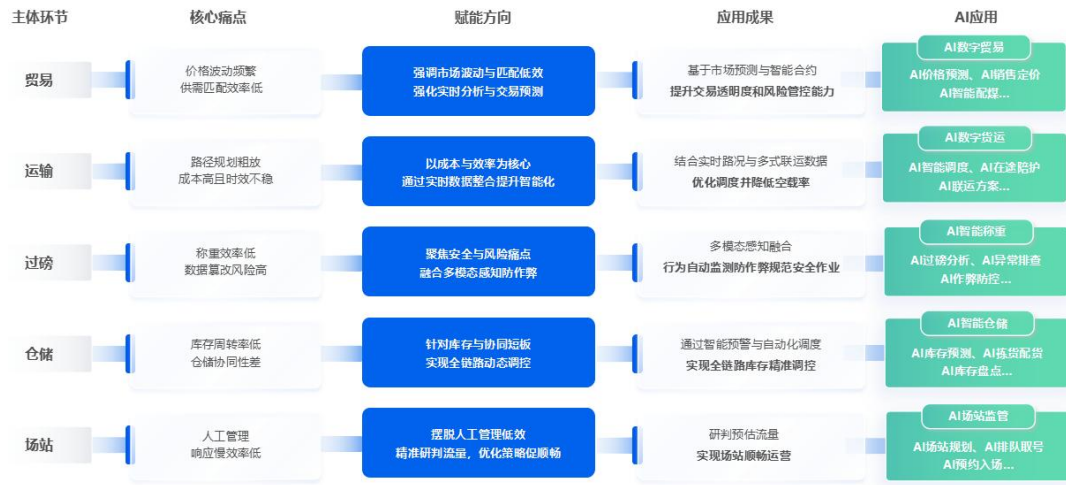 主体环节
核心痛点
赋能方向
应用成果
AI应用
贸易
价格波动频繁
供需匹配效率低
强调市场波动与匹配低效
强化实时分析与交易预测
基于市场预测与智能合约
提升交易透明度和风险管控能力
AI数字贸易
AI价格预测、AI销售定价
AI智能配煤...
运输
路径规划粗放
成本高且时效不稳
以成本与效率为核心
通过实时数据整合提升智能化
结合实时路况与多式联运数据
优化调度并降低空载率
AI数字货运
AI智能调度、AI在途陪护
AI联运方案...
过磅
称重效率低
数据篡改风险高
聚焦安全与风险痛点
融合多模态感知防作弊
多模态感知融合
行为自动监测防作弊规范安全作业
AI智能称重
AI过磅分析、AI异常排查
AI作弊防控...
仓储
库存周转率低
仓储协同性差
针对库存与协同短板
实现全链路动态调控
通过智能预警与自动化调度
实现全链路库存精准调控
AI智能仓储
AI库存预测、AI拣货配货
AI库存盘点...
场站
人工管理
响应慢效率低
摆脱人工管理低效
精准研判流量，优化策略促顺畅
研判预估流量
实现场站顺畅运营
AI场站监管
AI场站规划、AI排队取号
AI预约入场...